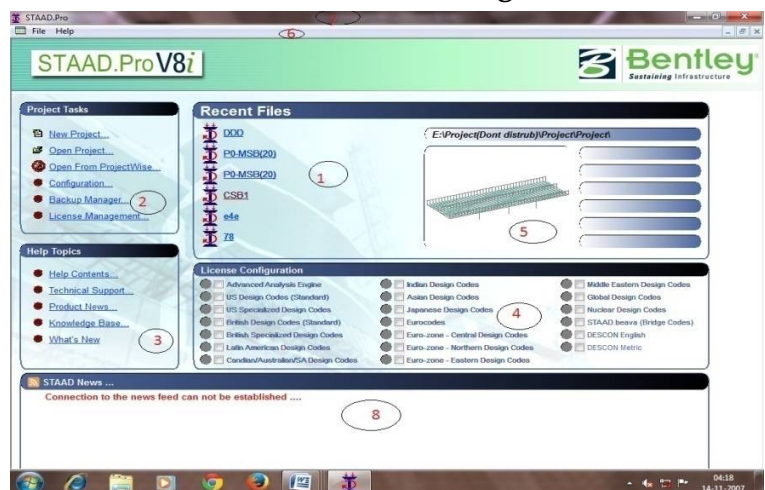 STAAD.Pro
7
File Help
6
STAAD.Pro V8i
Bentley
Sustaining Infrastructure
Project Tasks
New Project...
Open Project...
Open From ProjectWise...
Configuration...
Backup Manager...
2
License Management...
Recent Files
DDD
P0-MSB(20)
P0-MSB(20)
1
CSB1
e4e
78
E:\Project(Dont distrub)\Project\Project\
5
Help Topics
Help Contents...
Technical Support...
Product News...
Knowledge Base...
What's New
3
License Configuration
Advanced Analysis Engine
US Design Codes (Standard)
US Specialized Design Codes
British Design Codes (Standard)
British Specialized Design Codes
Latin American Design Codes
Candian/Australian/SA Design Codes
Indian Design Codes
Asian Design Codes
Japanese Design Codes
4
Eurocodes
Euro-zone - Central Design Codes
Euro-zone - Northern Design Codes
Euro-zone - Eastern Design Codes
Middle Eastern Design Codes
Global Design Codes
Nuclear Design Codes
STAAD.beava (Bridge Codes)
DESCON English
DESCON Metric
STAAD News ...
Connection to the news feed can not be established ....
8
04:18
14-11-2007